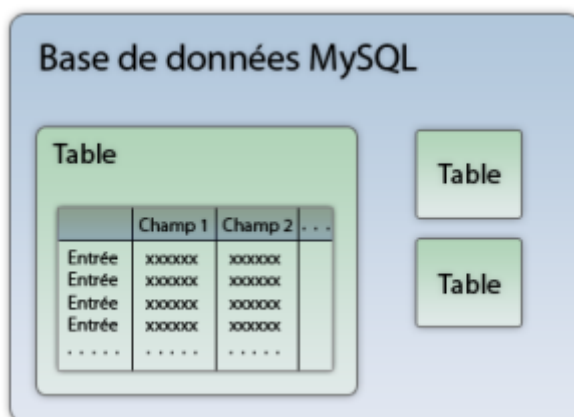 Base de données MySQL
Table
Champ 1 Champ 2 . . .
Entrée xxxxxx xxxxxx
Entrée xxxxxx xxxxxx
Entrée xxxxxx xxxxxx
Entrée xxxxxx xxxxxx
. . . . . . . . . . . . . . .
Table
Table